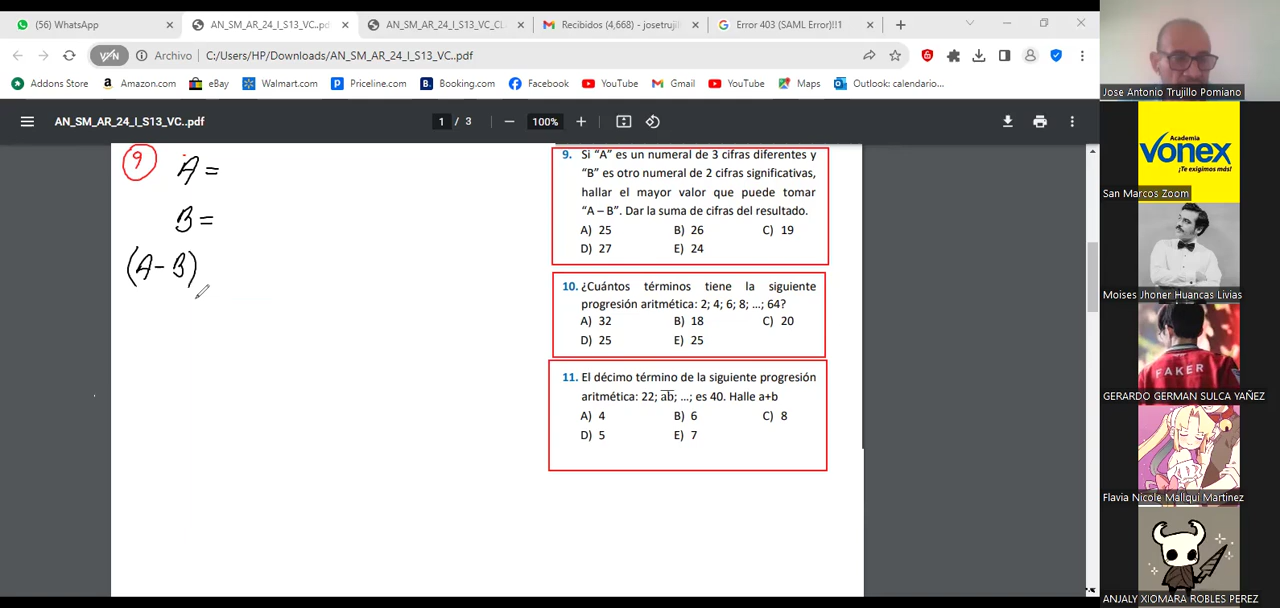 (56) WhatsApp
AN_SM_AR_24_I_S13_VC..pd
AN_SM_AR_24_I_S13_VC_CL
Recibidos (4,668) - josetrujill
Error 403 (SAML Error)!!1
VPN
Archivo
C:/Users/HP/Downloads/AN_SM_AR_24_I_S13_VC..pdf
6
Addons Store
Amazon.com
eBay
Walmart.com
Priceline.com
Booking.com
Facebook
YouTube
Gmail
YouTube
Maps
Outlook: calendario...
AN_SM_AR_24_I_S13_VC..pdf
1 / 3
100%
9
A =
B =
(A - B)
9. Si “A” es un numeral de 3 cifras diferentes y
“B” es otro numeral de 2 cifras significativas,
hallar el mayor valor que puede tomar
“A – B”. Dar la suma de cifras del resultado.
A) 25 B) 26 C) 19
D) 27 E) 24
10. ¿Cuántos términos tiene la siguiente
progresión aritmética: 2; 4; 6; 8; ...; 64?
A) 32 B) 18 C) 20
D) 25 E) 25
11. El décimo término de la siguiente progresión
aritmética: 22; a̅b̅; ...; es 40. Halle a+b
A) 4 B) 6 C) 8
D) 5 E) 7
Jose Antonio Trujillo Pomiano
Academia
Vonex
¡Te exigimos más!
San Marcos Zoom
Moises Jhoner Huancas Livias
FAKER
GERARDO GERMAN SULCA YAÑEZ
Flavia Nicole Mallqui Martinez
ANJALY XIOMARA ROBLES PEREZ